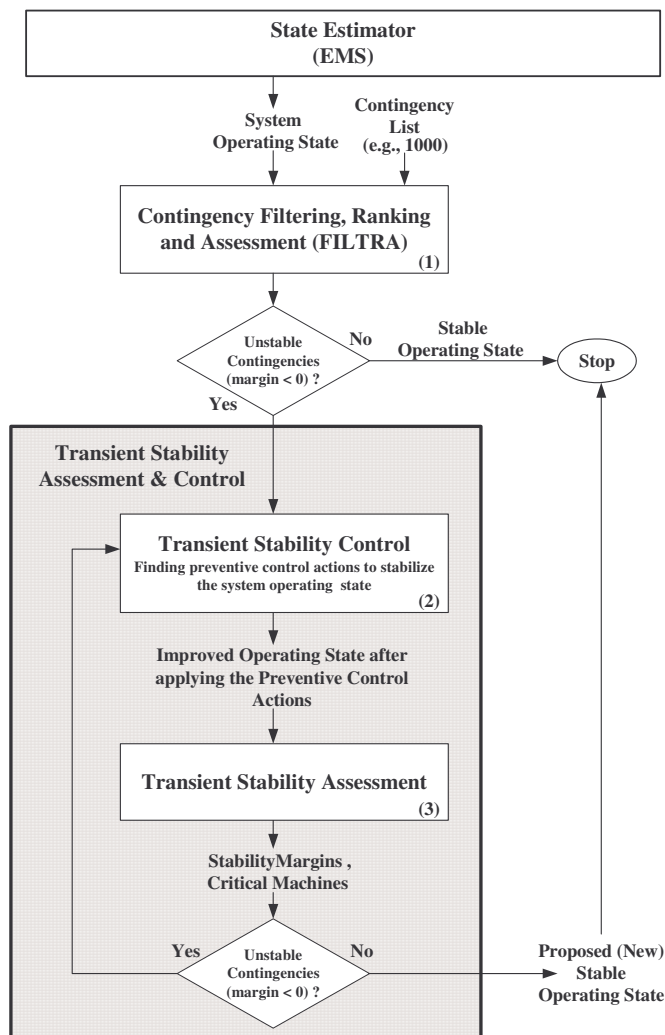 State Estimator
(EMS)
System
Operating State
Contingency
List
(e.g., 1000)
Contingency Filtering, Ranking
and Assessment (FILTRA)
(1)
Unstable
Contingencies
(margin < 0) ?
No
Stable
Operating State
Stop
Yes
Transient Stability
Assessment & Control
Transient Stability Control
Finding preventive control actions to stabilize
the system operating state
(2)
Improved Operating State after
applying the Preventive Control
Actions
Transient Stability Assessment
(3)
StabilityMargins ,
Critical Machines
Yes
Unstable
Contingencies
(margin < 0) ?
No
Proposed (New)
Stable
Operating State